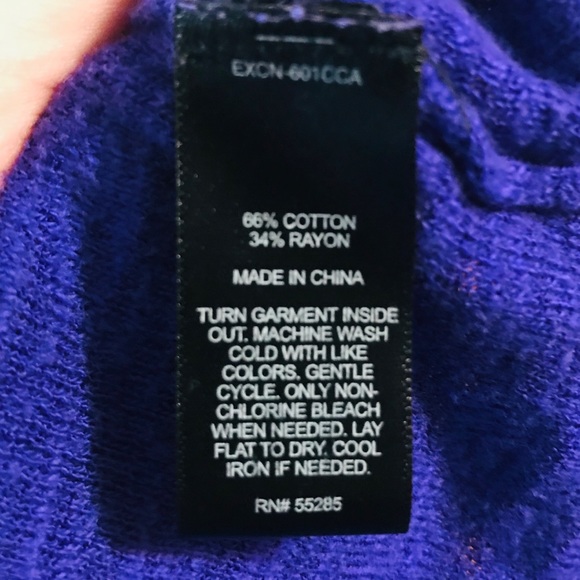 EXCN-601CCA
66% COTTON
34% RAYON
MADE IN CHINA
TURN GARMENT INSIDE
OUT. MACHINE WASH
COLD WITH LIKE
COLORS. GENTLE
CYCLE. ONLY NON-
CHLORINE BLEACH
WHEN NEEDED. LAY
FLAT TO DRY. COOL
IRON IF NEEDED.
RN# 55285